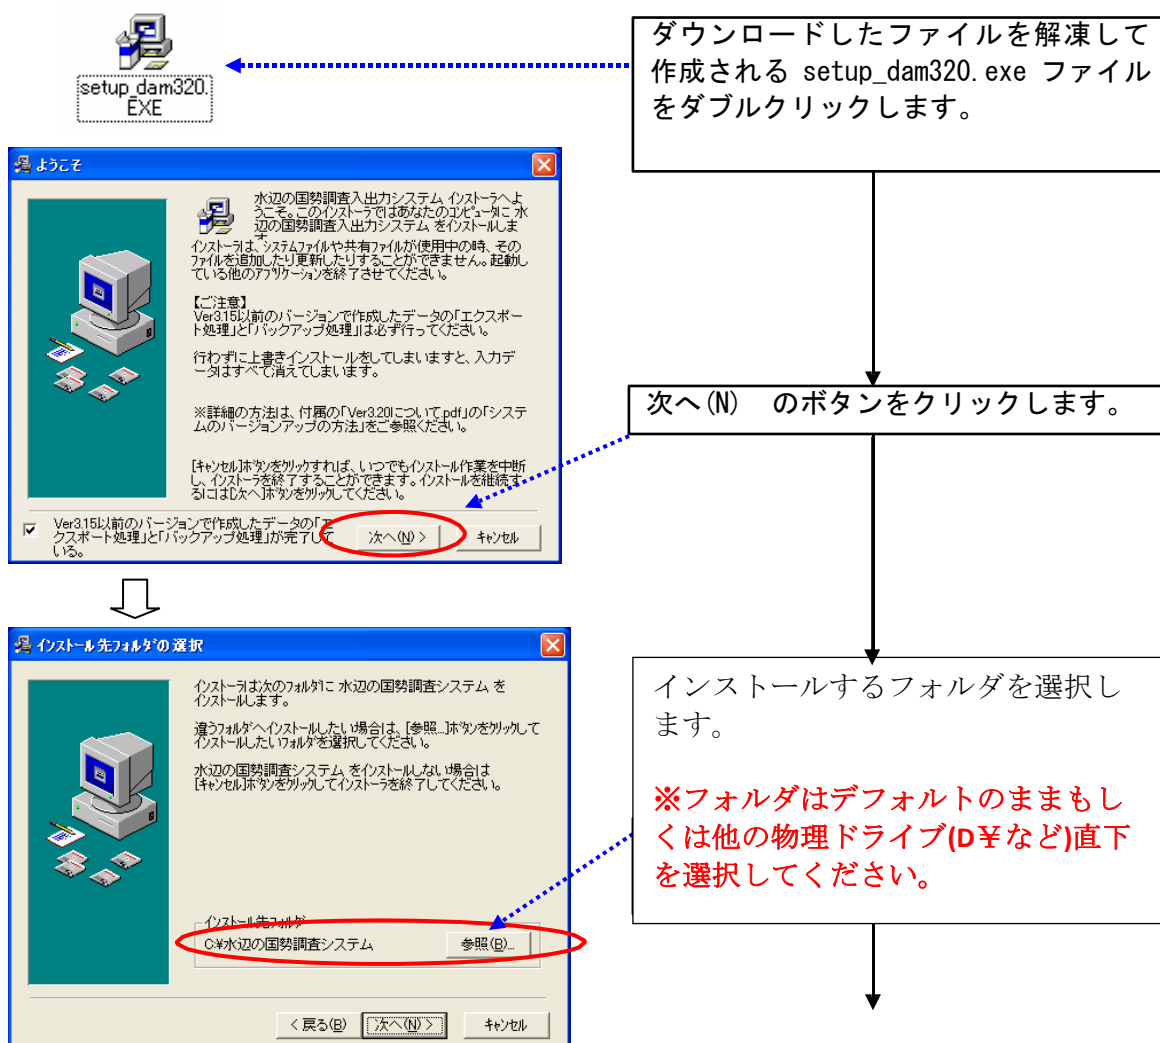 setup_dam320.
EXE
ダウンロードしたファイルを解凍して
作成される setup_dam320.exe ファイル
をダブルクリックします。
ようこそ
水辺の国勢調査入出力システム インストーラへよ
うこそ。このインストーラではあなたのコンピュータに 水
辺の国勢調査入出力システム をインストールしま
インストーラは、システムファイルや共有ファイルが使用中の時、その
ファイルを追加したり更新したりすることができません。起動し
ている他のアプリケーションを終了させてください。
【ご注意】
Ver3.15以前のバージョンで作成したデータの「エクスポー
ト処理」と「バックアップ処理」は必ず行ってください。
行わずに上書きインストールをしてしまいますと、入力デ
ータはすべて消えてしまいます。
※詳細の方法は、付属の「Ver3.20について.pdf」の「システ
ムのバージョンアップの方法」をご参照ください。
[キャンセル]ボタンをクリックすれば、いつでもインストール作業を中断
し、インストーラを終了することができます。インストールを継続す
るには[次へ]ボタンをクリックしてください。
Ver3.15以前のバージョンで作成したデータの「エ
クスポート処理」と「バックアップ処理」が完了して
いる。
次へ(N) >
キャンセル
次へ(N) のボタンをクリックします。
インストール先フォルダの選択
インストーラは次のフォルダに 水辺の国勢調査システム を
インストールします。
違うフォルダへインストールしたい場合は、[参照...]ボタンをクリックして
インストールしたいフォルダを選択してください。
水辺の国勢調査システム をインストールしない場合は
[キャンセル]ボタンをクリックしてインストーラを終了してください。
インストール先フォルダ
C:¥水辺の国勢調査システム
参照(B)...
< 戻る(B)
次へ(N) >
キャンセル
インストールするフォルダを選択し
ます。
※フォルダはデフォルトのままもし
くは他の物理ドライブ(D￥など)直下
を選択してください。